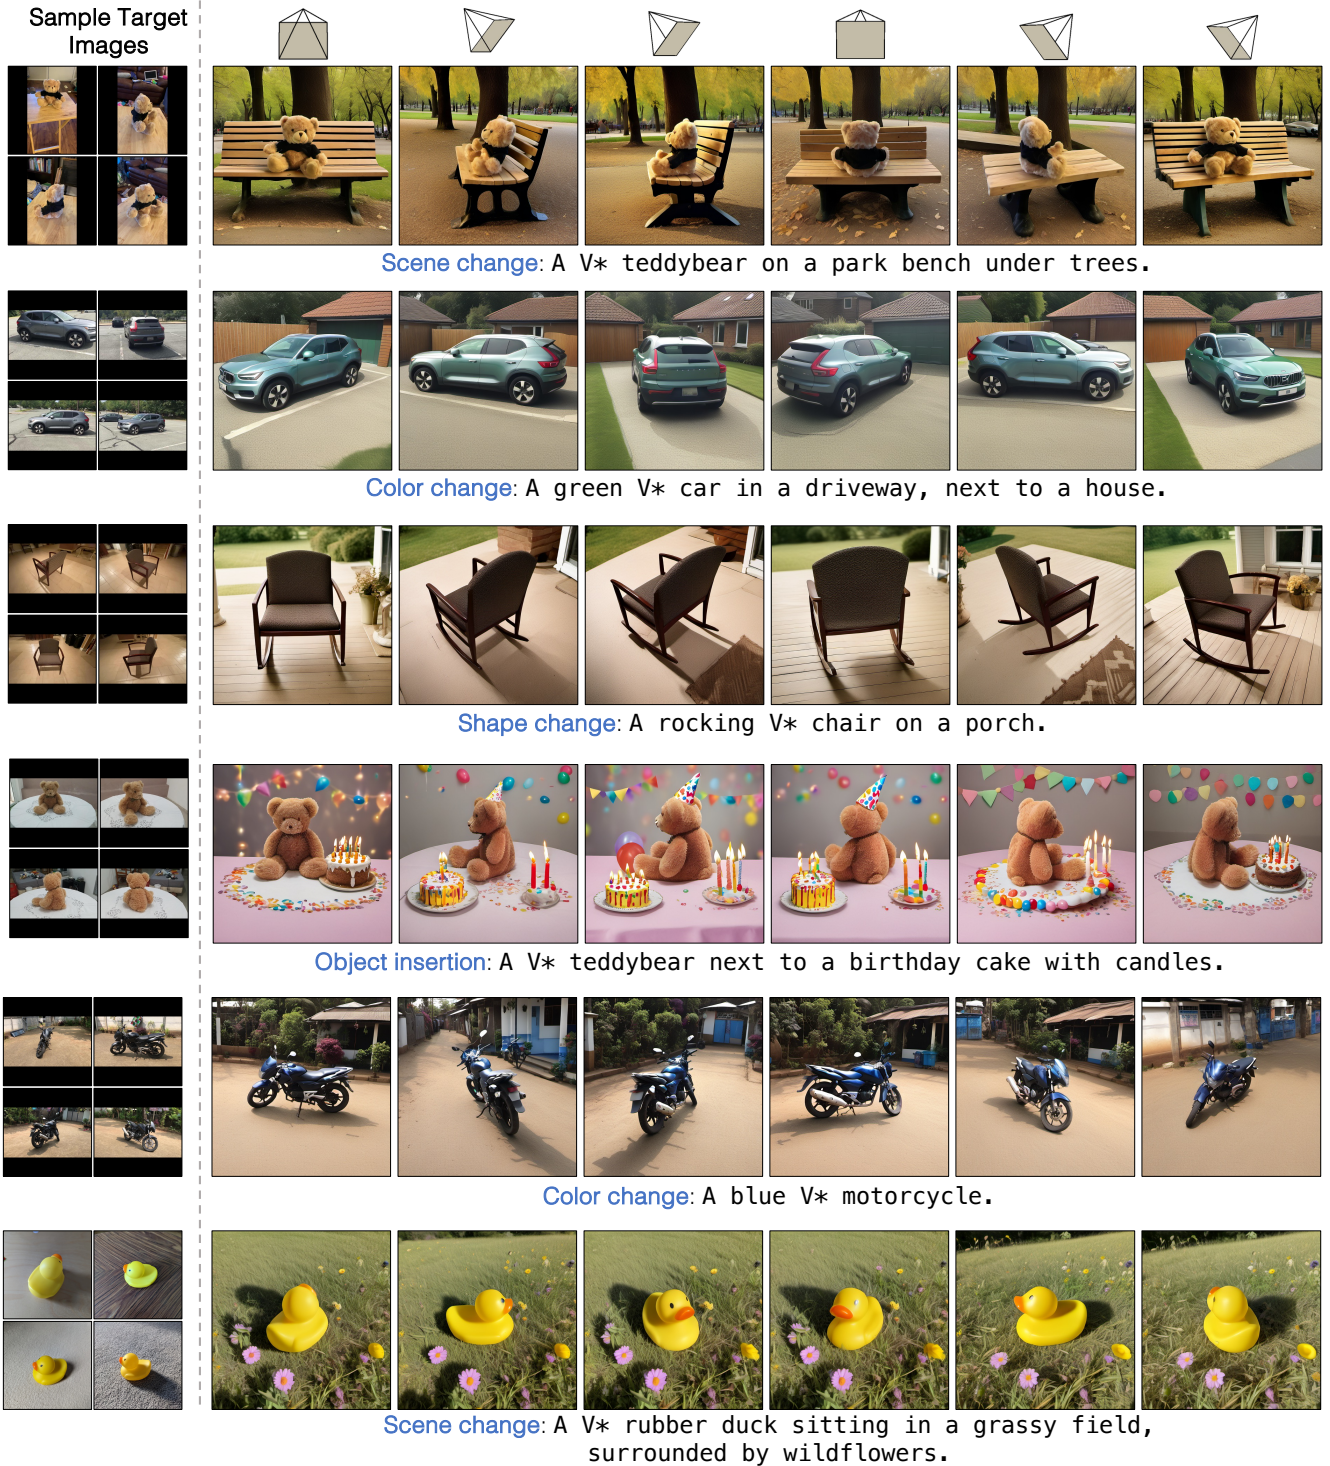 Sample Target
Images
Scene change: A V* teddybear on a park bench under trees.
Color change: A green V* car in a driveway, next to a house.
Shape change: A rocking V* chair on a porch.
Object insertion: A V* teddybear next to a birthday cake with candles.
Color change: A blue V* motorcycle.
Scene change: A V* rubber duck sitting in a grassy field,
surrounded by wildflowers.